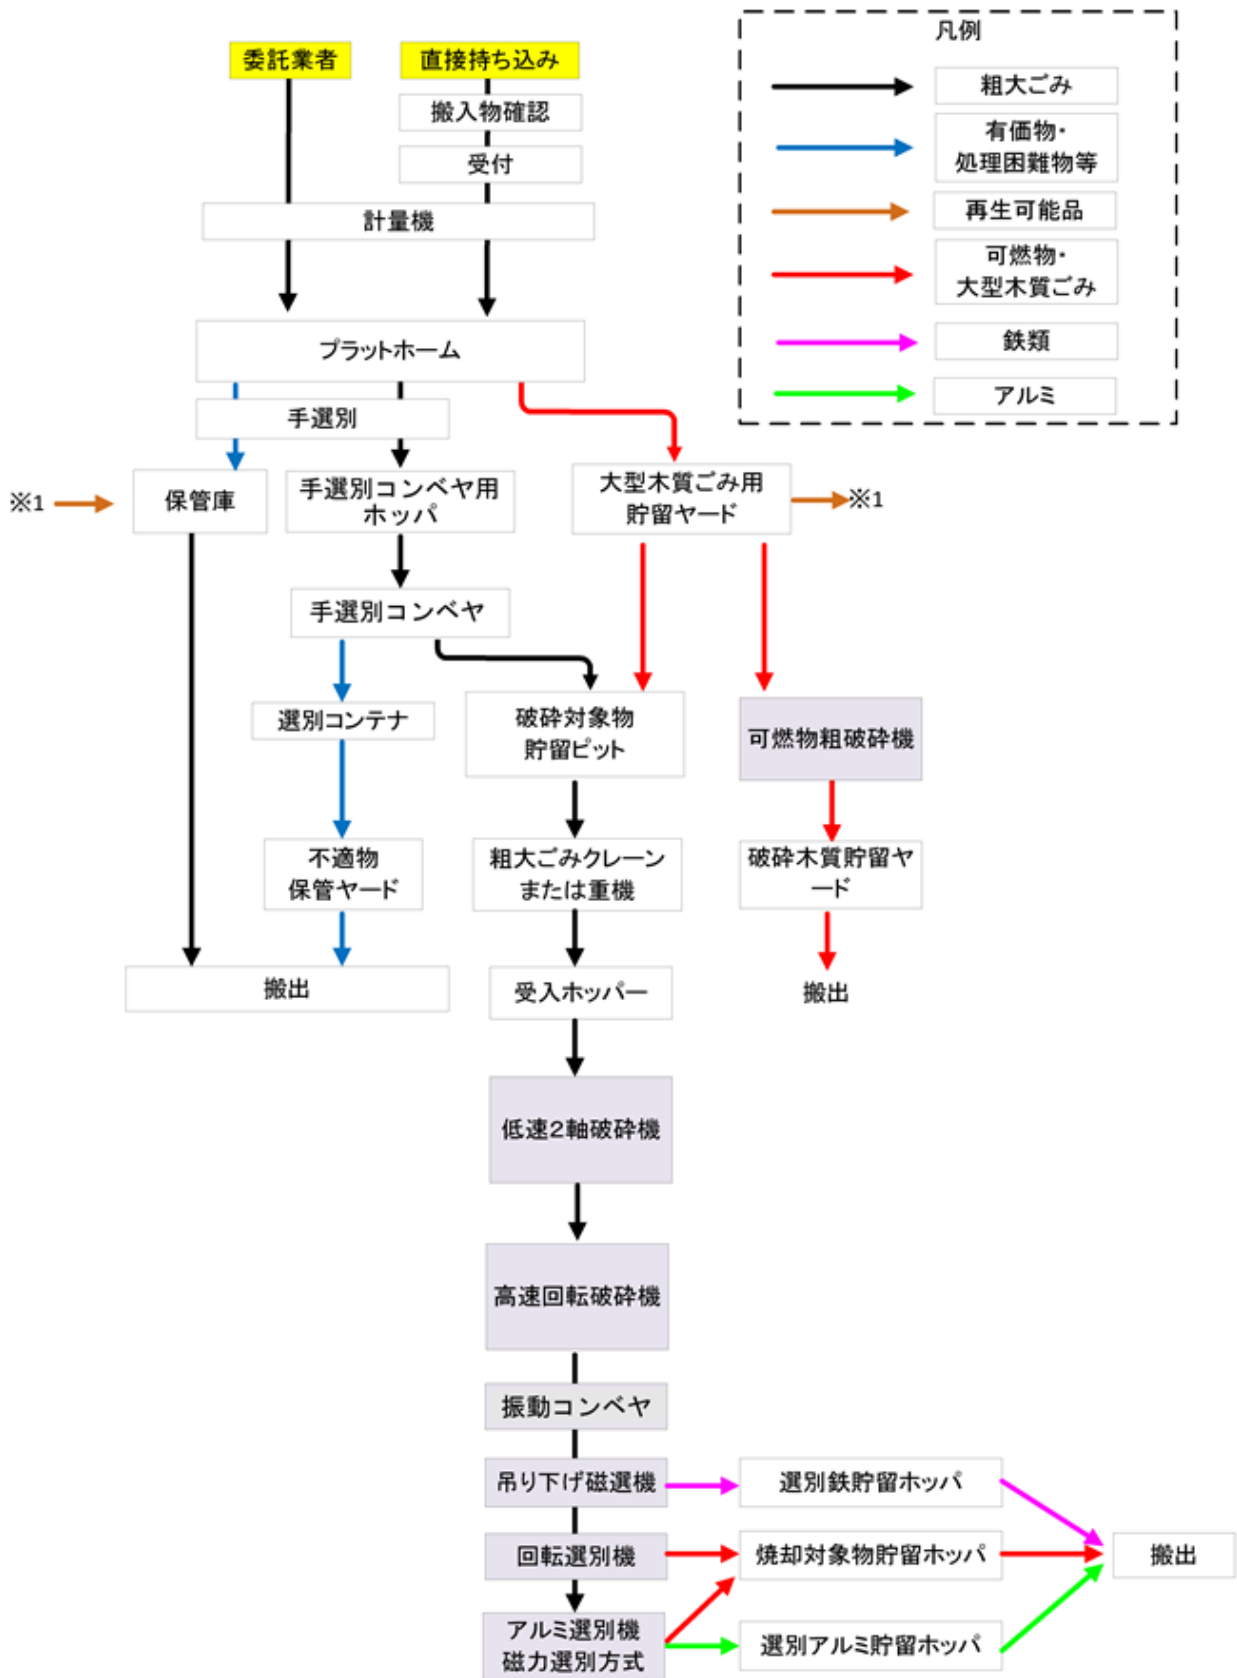 凡例
委託業者
直接持ち込み
粗大ごみ
搬入物確認
有価物・
処理困難物等
受付
再生可能品
計量機
可燃物・
大型木質ごみ
鉄類
プラットホーム
アルミ
手選別
※1
保管庫
手選別コンベヤ用
ホッパ
大型木質ごみ用
貯留ヤード
※1
手選別コンベヤ
選別コンテナ
破砕対象物
貯留ピット
可燃物粗破砕機
不適物
保管ヤード
粗大ごみクレーン
または重機
破砕木質貯留ヤ
ード
搬出
受入ホッパー
搬出
低速2軸破砕機
高速回転破砕機
振動コンベヤ
吊り下げ磁選機
選別鉄貯留ホッパ
回転選別機
焼却対象物貯留ホッパ
搬出
アルミ選別機
磁力選別方式
選別アルミ貯留ホッパ